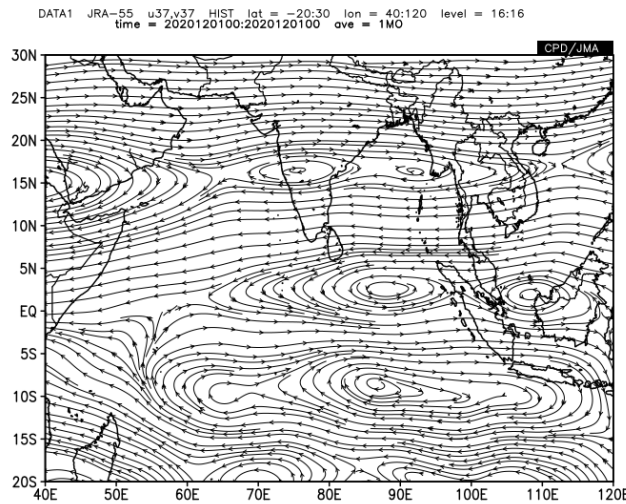 DATA1 JRA-55 u37,v37 HIST lat = -20:30 lon = 40:120 level = 16:16
time = 2020120100:2020120100 ave = 1MO
CPD/JMA
30N
25N
20N
15N
10N
5N
EQ
5S
10S
15S
20S
40E 50E 60E 70E 80E 90E 100E 110E 120E